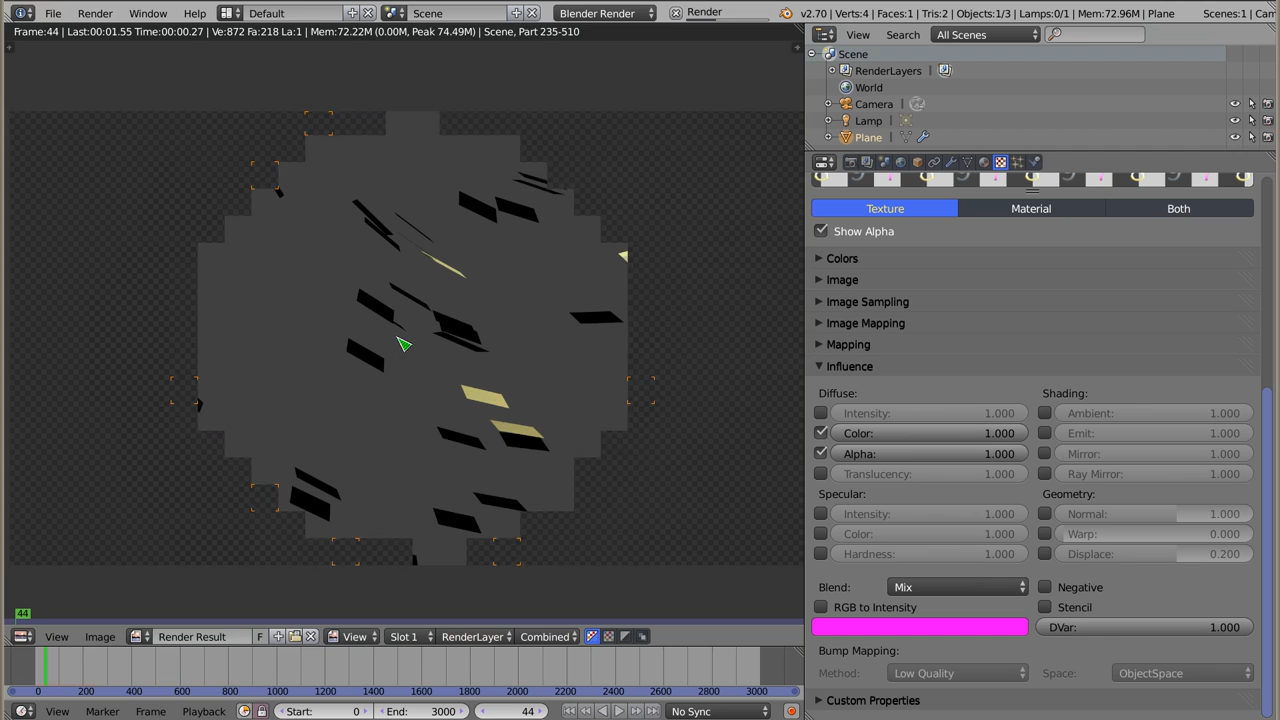 File Render Window Help Default Scene Blender Render Render v2.70 | Verts:4 | Faces:1 | Tris:2 | Objects:1/3 | Lamps:0/1 | Mem:72.96M | Plane Scenes:1 | Cam
Frame:44 | Last:00:01.55 Time:00:00.27 | Ve:872 Fa:218 La:1 | Mem:72.22M (0.00M, Peak 74.49M) | Scene, Part 235-510
View Search All Scenes
Scene
RenderLayers
World
Camera
Lamp
Plane
Texture Material Both
Show Alpha
Colors
Image
Image Sampling
Image Mapping
Mapping
Influence
Diffuse: Shading:
Intensity: 1.000 Ambient: 1.000
Color: 1.000 Emit: 1.000
Alpha: 1.000 Mirror: 1.000
Translucency: 1.000 Ray Mirror: 1.000
Specular: Geometry:
Intensity: 1.000 Normal: 1.000
Color: 1.000 Warp: 0.000
Hardness: 1.000 Displace: 0.200
Blend: Mix Negative
RGB to Intensity Stencil
DVar: 1.000
Bump Mapping:
Method: Low Quality Space: ObjectSpace
Custom Properties
44
View Image Render Result F View Slot 1 RenderLayer Combined
0 200 400 600 800 1000 1200 1400 1600 1800 2000 2200 2400 2600 2800 3000
View Marker Frame Playback Start: 0 End: 3000 44 No Sync